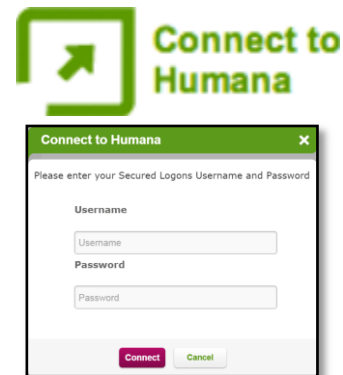 Connect to
Humana
Connect to Humana
Please enter your Secured Logons Username and Password
Username
Username
Password
Password
Connect Cancel